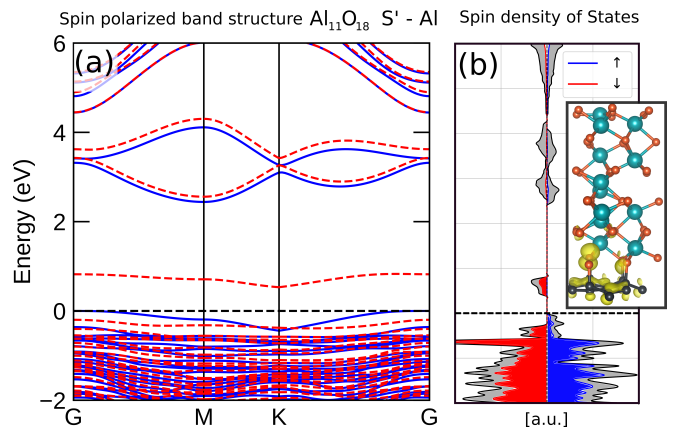 Spin polarized band structure Al₁₁O₁₈ S' - Al
Spin density of States
(a)
(b)
↑
↓
Energy (eV)
6
4
2
0
−2
G M K G
[a.u.]